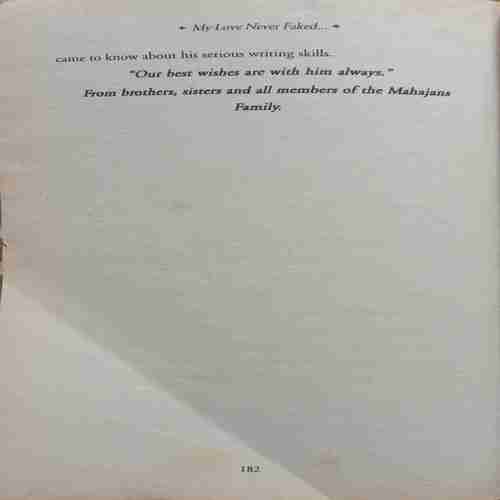 My Love Never Faked...
came to know about his serious writing skills.
"Our best wishes are with him always."
From brothers, sisters and all members of the Mahajans
Family.
182